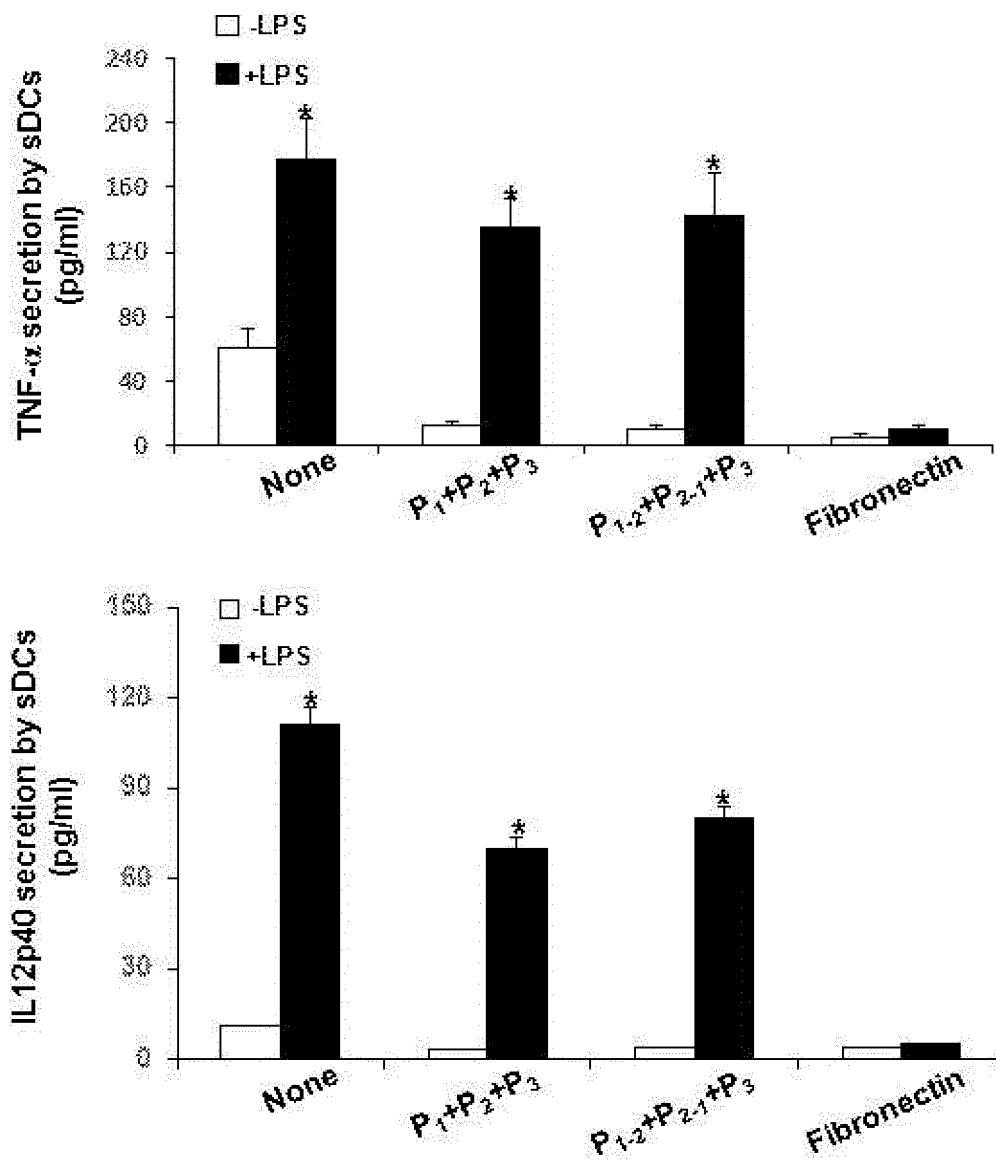 -LPS
+LPS
TNF-α secretion by sDCs
(pg/ml)
240
200
160
120
80
40
0
*
*
*
None
P₁+P₂+P₃
P₁₋₂+P₂₋₁+P₃
Fibronectin
-LPS
+LPS
IL12p40 secretion by sDCs
(pg/ml)
150
120
90
60
30
0
*
*
*
None
P₁+P₂+P₃
P₁₋₂+P₂₋₁+P₃
Fibronectin